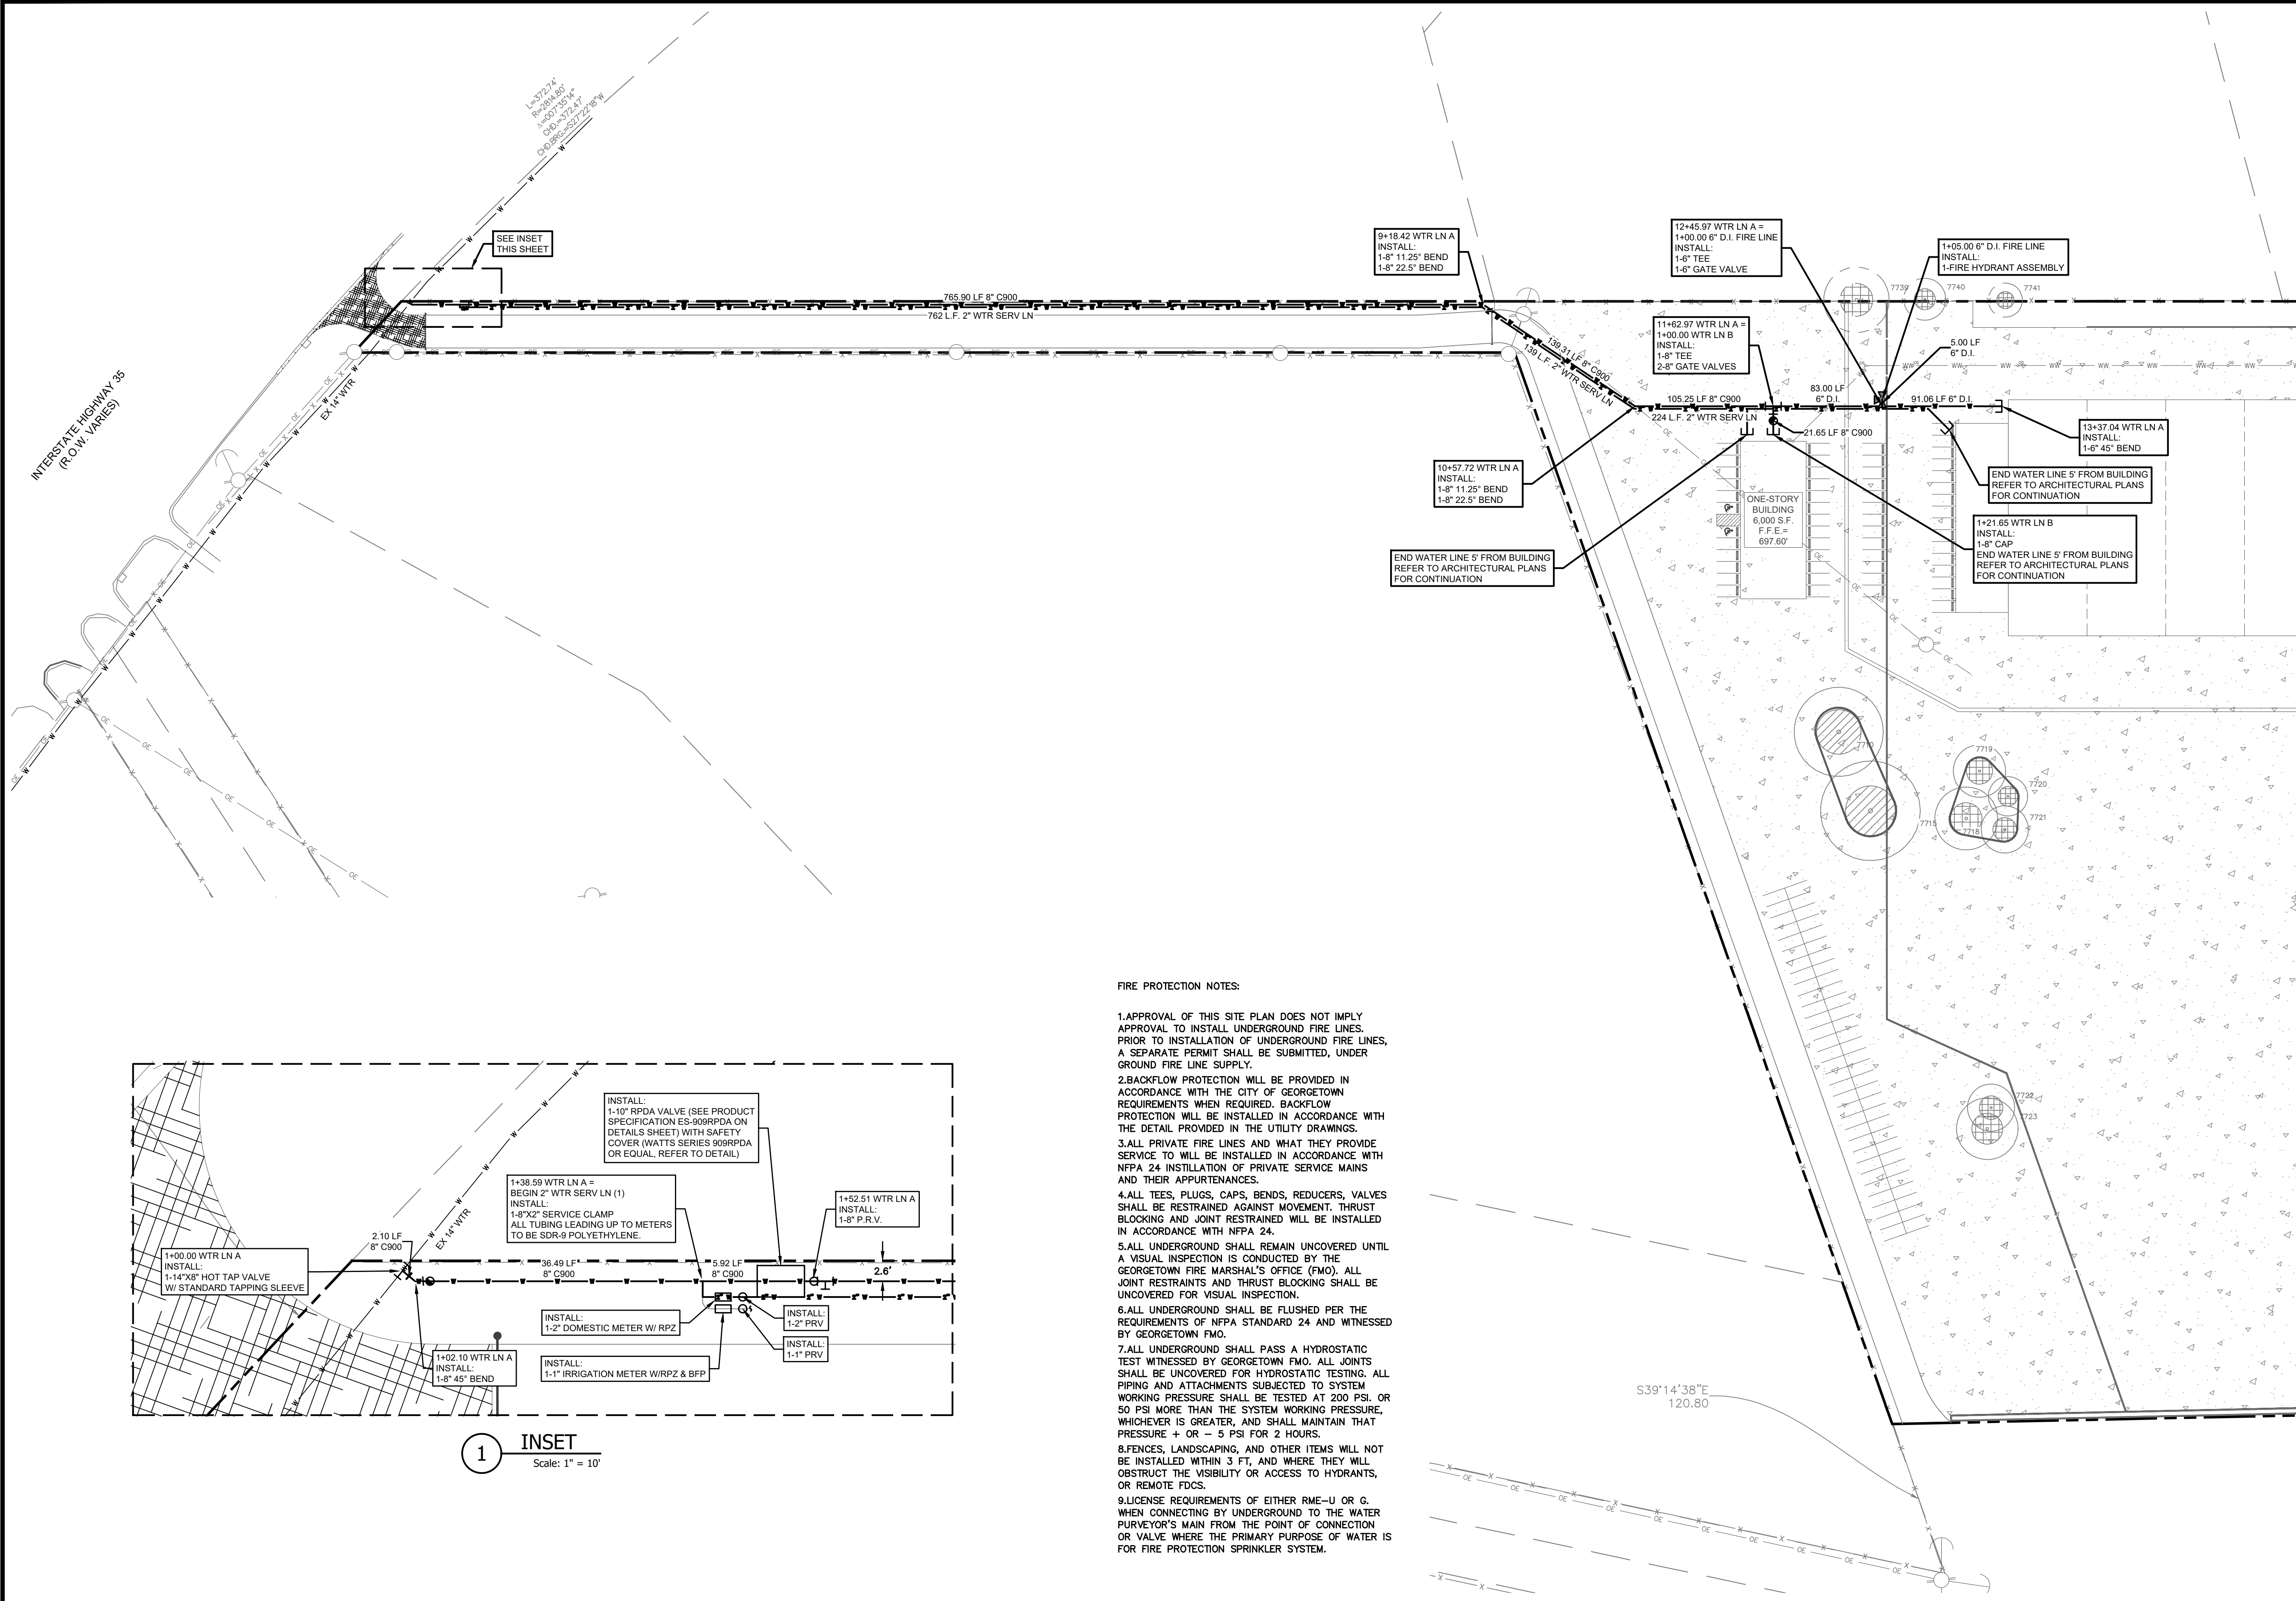 L=372.74'
R=2814.80'
Δ=007°35'14"
CHD.=372.47'
CHD.BRG.=S27°22'18"W
INTERSTATE HIGHWAY 35
(R.O.W. VARIES)
SEE INSET
THIS SHEET
EX 14" WTR
765.90 LF 8" C900
762 L.F. 2" WTR SERV LN
9+18.42 WTR LN A
INSTALL:
1-8" 11.25° BEND
1-8" 22.5° BEND
139.31 LF 8" C900
139 L.F. 2" WTR SERV LN
12+45.97 WTR LN A =
1+00.00 6" D.I. FIRE LINE
INSTALL:
1-6" TEE
1-6" GATE VALVE
1+05.00 6" D.I. FIRE LINE
INSTALL:
1-FIRE HYDRANT ASSEMBLY
7739
7740
7741
11+62.97 WTR LN A =
1+00.00 WTR LN B
INSTALL:
1-8" TEE
2-8" GATE VALVES
5.00 LF
6" D.I.
105.25 LF 8" C900
83.00 LF
6" D.I.
91.06 LF 6" D.I.
224 L.F. 2" WTR SERV LN
21.65 LF 8" C900
13+37.04 WTR LN A
INSTALL:
1-6" 45° BEND
10+57.72 WTR LN A
INSTALL:
1-8" 11.25° BEND
1-8" 22.5° BEND
END WATER LINE 5' FROM BUILDING
REFER TO ARCHITECTURAL PLANS
FOR CONTINUATION
ONE-STORY
BUILDING
6,000 S.F.
F.F.E.=
697.60'
1+21.65 WTR LN B
INSTALL:
1-8" CAP
END WATER LINE 5' FROM BUILDING
REFER TO ARCHITECTURAL PLANS
FOR CONTINUATION
END WATER LINE 5' FROM BUILDING
REFER TO ARCHITECTURAL PLANS
FOR CONTINUATION
7710
7715
7719
7720
7718
7721
7722
7723
S39°14'38"E
120.80
FIRE PROTECTION NOTES:
1.APPROVAL OF THIS SITE PLAN DOES NOT IMPLY
APPROVAL TO INSTALL UNDERGROUND FIRE LINES.
PRIOR TO INSTALLATION OF UNDERGROUND FIRE LINES,
A SEPARATE PERMIT SHALL BE SUBMITTED, UNDER
GROUND FIRE LINE SUPPLY.
2.BACKFLOW PROTECTION WILL BE PROVIDED IN
ACCORDANCE WITH THE CITY OF GEORGETOWN
REQUIREMENTS WHEN REQUIRED. BACKFLOW
PROTECTION WILL BE INSTALLED IN ACCORDANCE WITH
THE DETAIL PROVIDED IN THE UTILITY DRAWINGS.
3.ALL PRIVATE FIRE LINES AND WHAT THEY PROVIDE
SERVICE TO WILL BE INSTALLED IN ACCORDANCE WITH
NFPA 24 INSTILLATION OF PRIVATE SERVICE MAINS
AND THEIR APPURTENANCES.
4.ALL TEES, PLUGS, CAPS, BENDS, REDUCERS, VALVES
SHALL BE RESTRAINED AGAINST MOVEMENT. THRUST
BLOCKING AND JOINT RESTRAINED WILL BE INSTALLED
IN ACCORDANCE WITH NFPA 24.
5.ALL UNDERGROUND SHALL REMAIN UNCOVERED UNTIL
A VISUAL INSPECTION IS CONDUCTED BY THE
GEORGETOWN FIRE MARSHAL'S OFFICE (FMO). ALL
JOINT RESTRAINTS AND THRUST BLOCKING SHALL BE
UNCOVERED FOR VISUAL INSPECTION.
6.ALL UNDERGROUND SHALL BE FLUSHED PER THE
REQUIREMENTS OF NFPA STANDARD 24 AND WITNESSED
BY GEORGETOWN FMO.
7.ALL UNDERGROUND SHALL PASS A HYDROSTATIC
TEST WITNESSED BY GEORGETOWN FMO. ALL JOINTS
SHALL BE UNCOVERED FOR HYDROSTATIC TESTING. ALL
PIPING AND ATTACHMENTS SUBJECTED TO SYSTEM
WORKING PRESSURE SHALL BE TESTED AT 200 PSI. OR
50 PSI MORE THAN THE SYSTEM WORKING PRESSURE,
WHICHEVER IS GREATER, AND SHALL MAINTAIN THAT
PRESSURE + OR – 5 PSI FOR 2 HOURS.
8.FENCES, LANDSCAPING, AND OTHER ITEMS WILL NOT
BE INSTALLED WITHIN 3 FT, AND WHERE THEY WILL
OBSTRUCT THE VISIBILITY OR ACCESS TO HYDRANTS,
OR REMOTE FDCS.
9.LICENSE REQUIREMENTS OF EITHER RME–U OR G.
WHEN CONNECTING BY UNDERGROUND TO THE WATER
PURVEYOR'S MAIN FROM THE POINT OF CONNECTION
OR VALVE WHERE THE PRIMARY PURPOSE OF WATER IS
FOR FIRE PROTECTION SPRINKLER SYSTEM.
INSTALL:
1-10" RPDA VALVE (SEE PRODUCT
SPECIFICATION ES-909RPDA ON
DETAILS SHEET) WITH SAFETY
COVER (WATTS SERIES 909RPDA
OR EQUAL, REFER TO DETAIL)
1+38.59 WTR LN A =
BEGIN 2" WTR SERV LN (1)
INSTALL:
1-8"X2" SERVICE CLAMP
ALL TUBING LEADING UP TO METERS
TO BE SDR-9 POLYETHYLENE.
1+52.51 WTR LN A
INSTALL:
1-8" P.R.V.
EX 14" WTR
2.10 LF
8" C900
1+00.00 WTR LN A
INSTALL:
1-14"X8" HOT TAP VALVE
W/ STANDARD TAPPING SLEEVE
36.49 LF
8" C900
5.92 LF
8" C900
2.6'
INSTALL:
1-2" DOMESTIC METER W/ RPZ
INSTALL:
1-2" PRV
INSTALL:
1-1" PRV
1+02.10 WTR LN A
INSTALL:
1-8" 45° BEND
INSTALL:
1-1" IRRIGATION METER W/RPZ & BFP
1
INSET
Scale: 1" = 10'